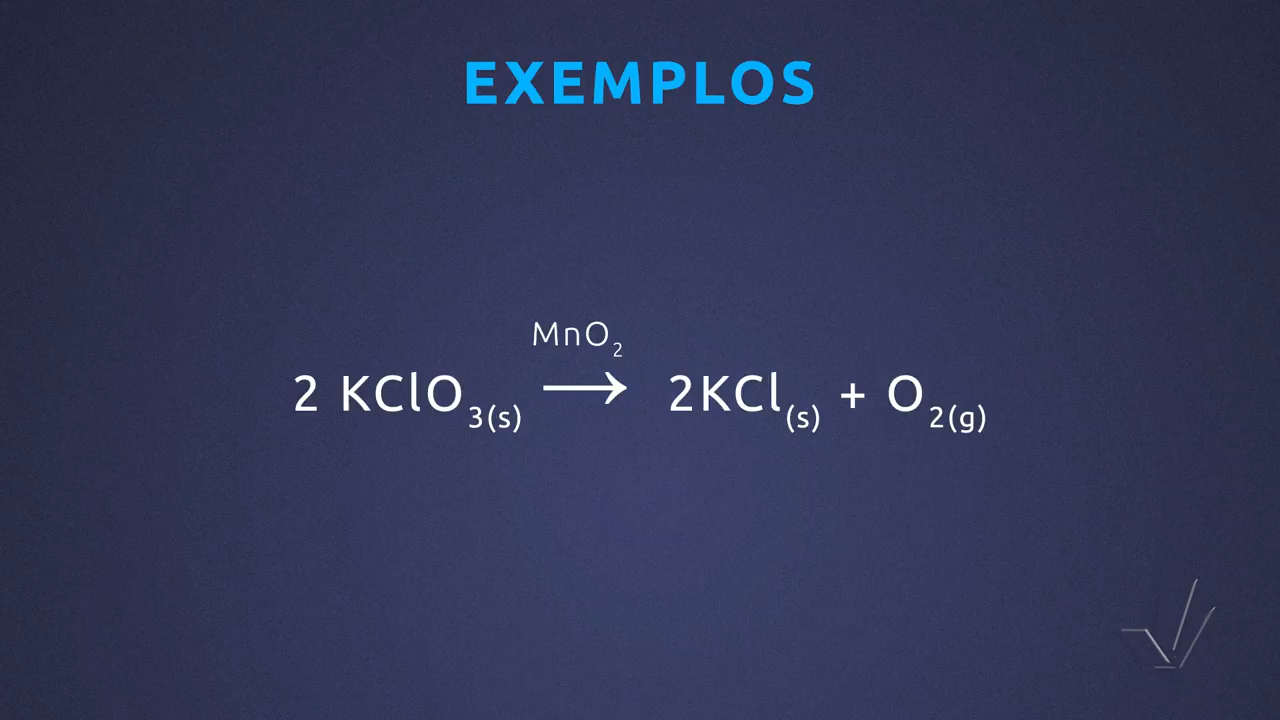 EXEMPLOS
MnO₂
2 KClO₃(s) ⟶ 2KCl(s) + O₂(g)